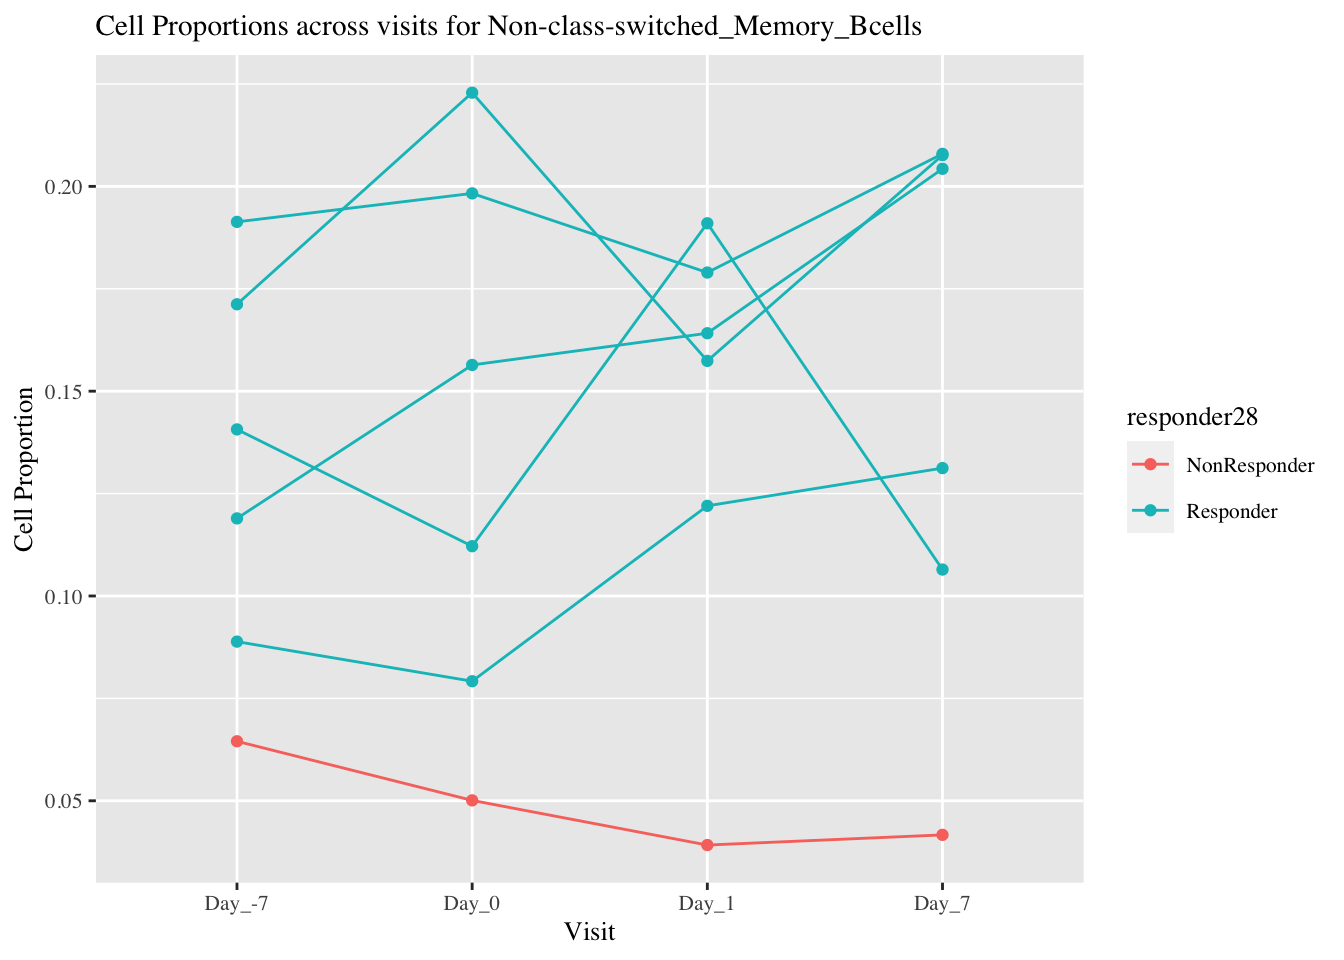 Cell Proportions across visits for Non-class-switched_Memory_Bcells
Cell Proportion
0.20
0.15
0.10
0.05
Day_-7
Day_0
Day_1
Day_7
Visit
responder28
NonResponder
Responder